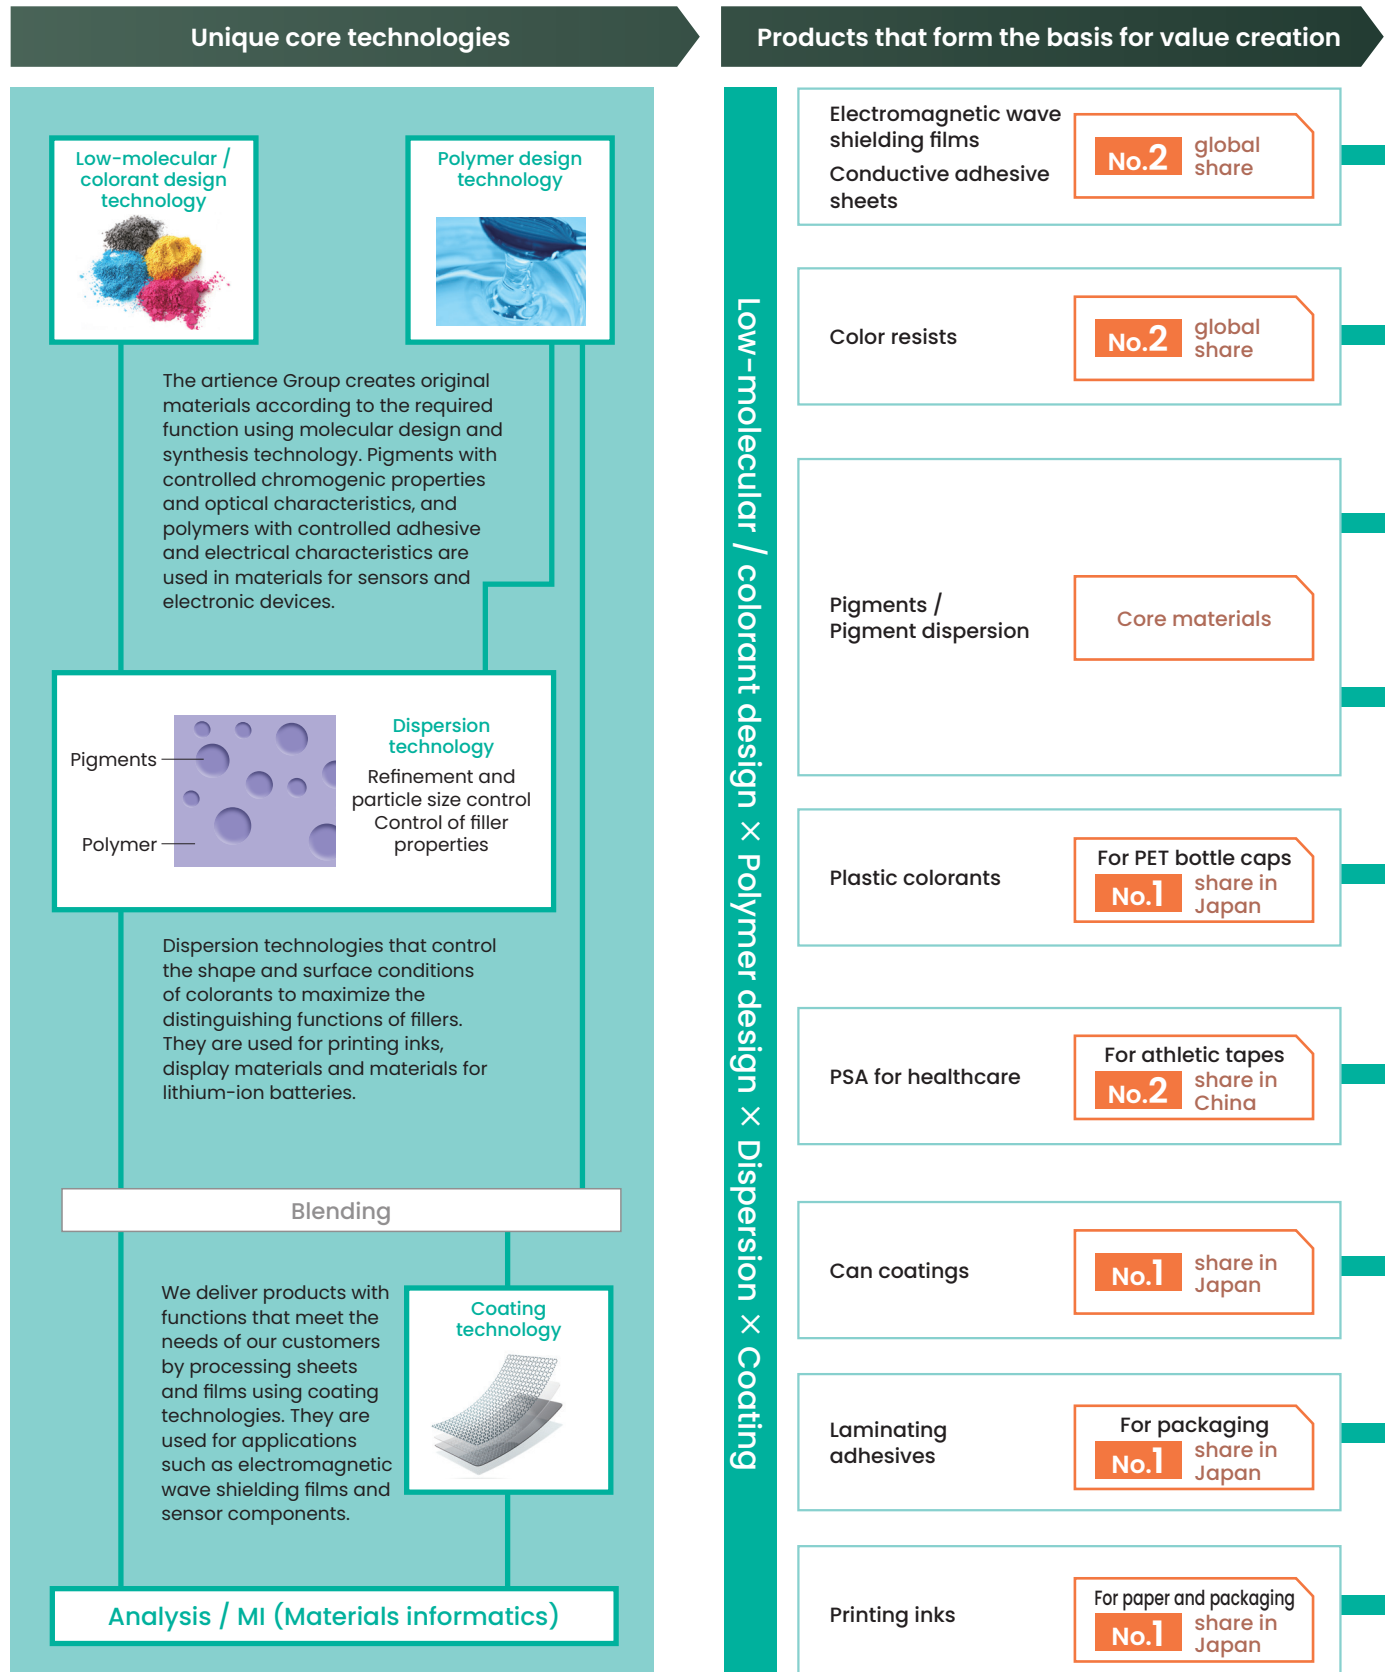 Unique core technologies
Low-molecular /
colorant design
technology
Polymer design
technology
The artience Group creates original
materials according to the required
function using molecular design and
synthesis technology. Pigments with
controlled chromogenic properties
and optical characteristics, and
polymers with controlled adhesive
and electrical characteristics are
used in materials for sensors and
electronic devices.
Pigments
Polymer
Dispersion
technology
Refinement and
particle size control
Control of filler
properties
Dispersion technologies that control
the shape and surface conditions
of colorants to maximize the
distinguishing functions of fillers.
They are used for printing inks,
display materials and materials for
lithium-ion batteries.
Blending
We deliver products with
functions that meet the
needs of our customers
by processing sheets
and films using coating
technologies. They are
used for applications
such as electromagnetic
wave shielding films and
sensor components.
Coating
technology
Analysis / MI (Materials informatics)
Products that form the basis for value creation
Low-molecular / colorant design × Polymer design × Dispersion × Coating
Electromagnetic wave
shielding films
Conductive adhesive
sheets
No.2 global
share
Color resists
No.2 global
share
Pigments /
Pigment dispersion
Core materials
Plastic colorants
For PET bottle caps
No.1 share in
Japan
PSA for healthcare
For athletic tapes
No.2 share in
China
Can coatings
No.1 share in
Japan
Laminating
adhesives
For packaging
No.1 share in
Japan
Printing inks
For paper and packaging
No.1 share in
Japan